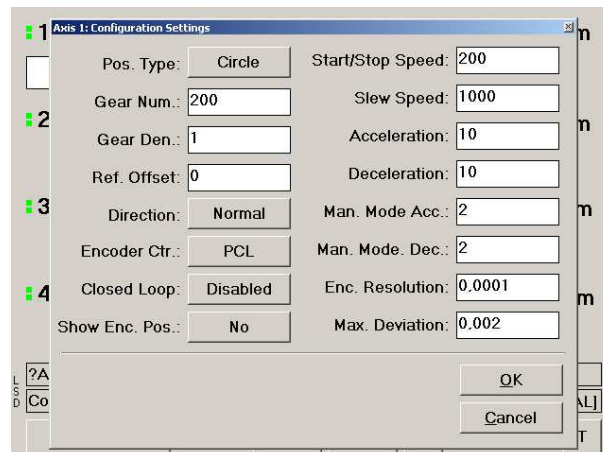 Axis 1: Configuration Settings
1
m
Pos. Type: Circle Start/Stop Speed: 200
Gear Num.: 200 Slew Speed: 1000
2
m
Gear Den.: 1 Acceleration: 10
Ref. Offset: 0 Deceleration: 10
3
m
Direction: Normal Man. Mode Acc.: 2
Encoder Ctr.: PCL Man. Mode. Dec.: 2
4
m
Closed Loop: Disabled Enc. Resolution: 0,0001
Show Enc. Pos.: No Max. Deviation: 0,002
L S D
?A
OK
Co
AL]
Cancel
T